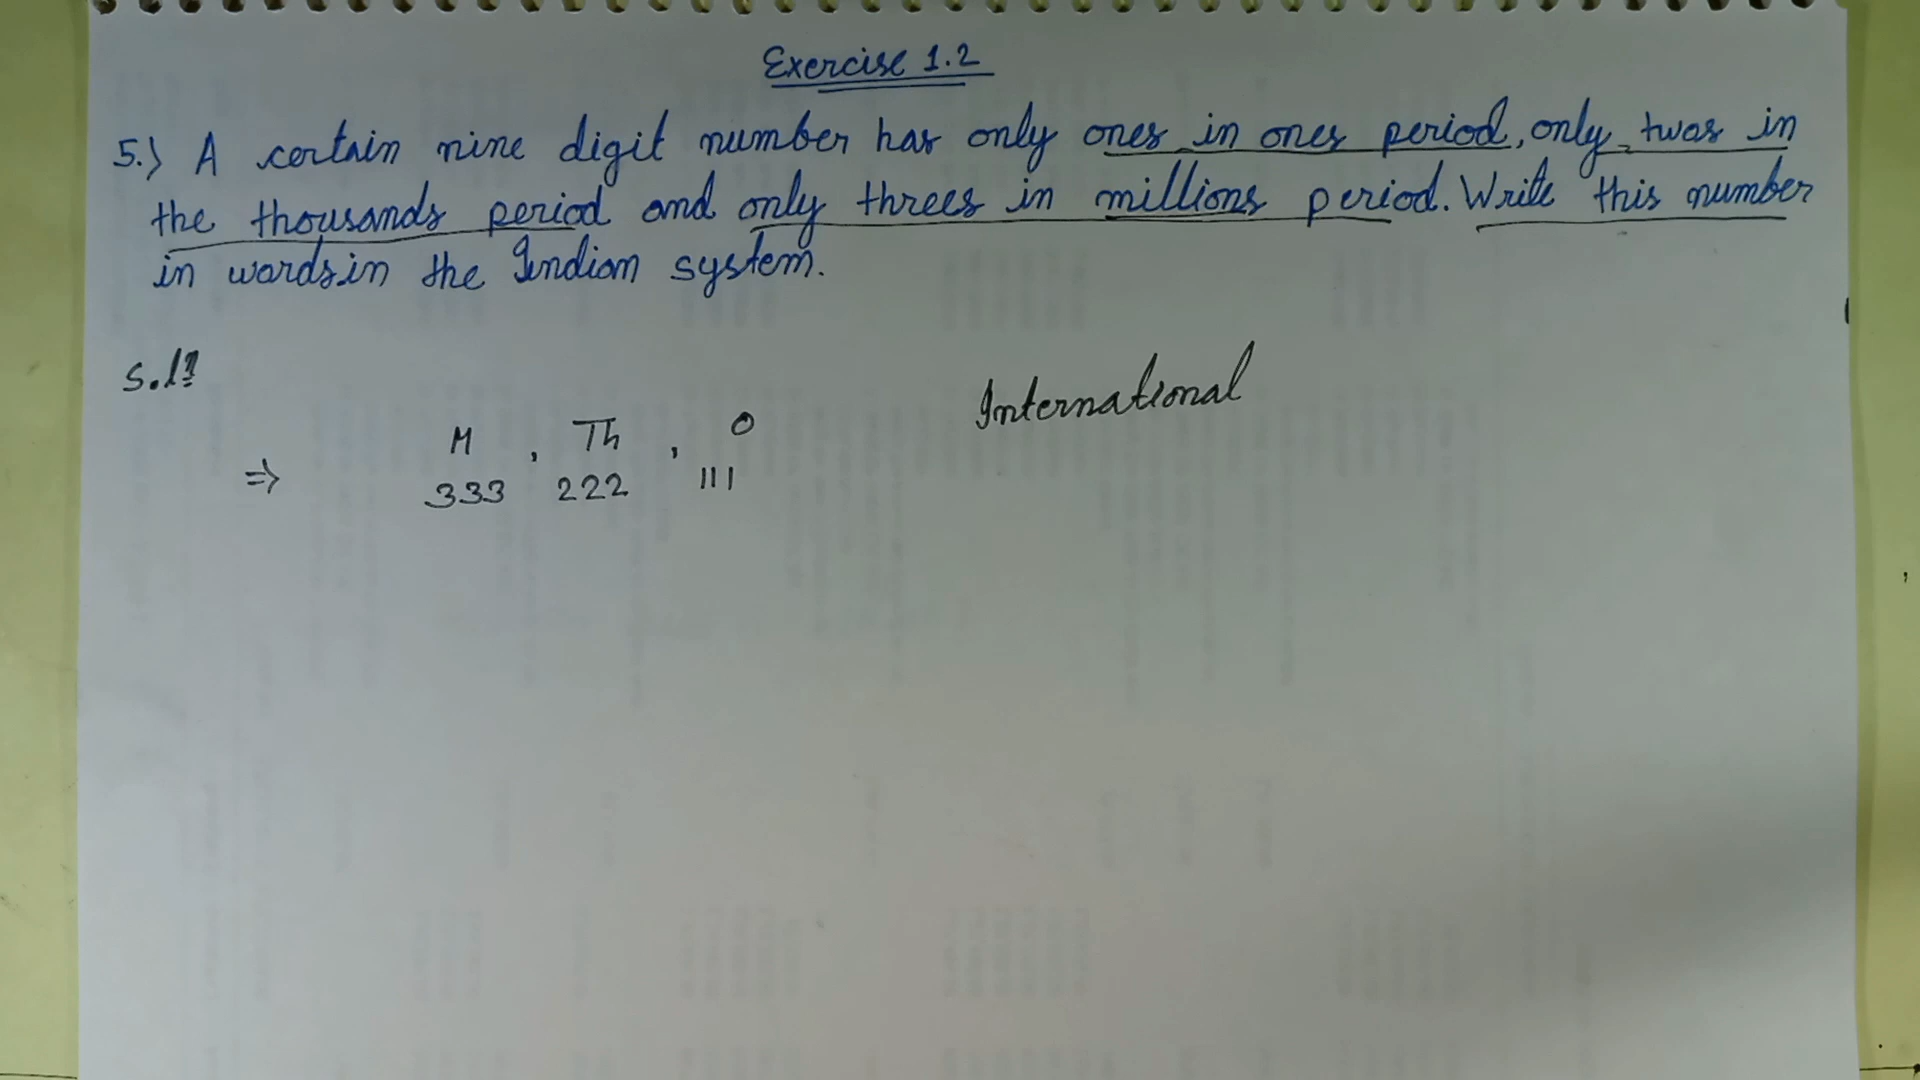 Exercise 1.2
5.) A certain nine digit number has only ones in ones period, only twos in
the thousands period and only threes in millions period. Write this number
in words in the Indian system.
Sol?
International
M , Th , O
⇒ 333 222 111